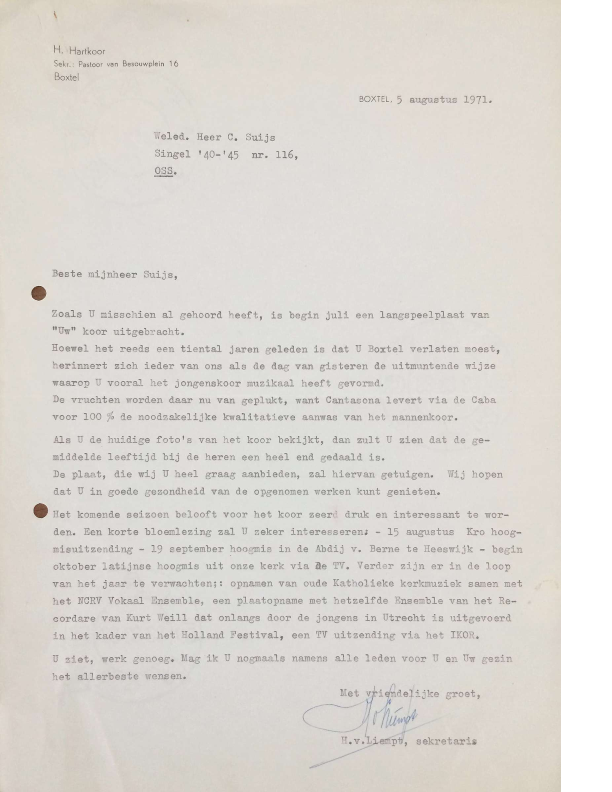 H. Hartkoor
Sekr.: Pastoor van Besouwplein 16
Boxtel
BOXTEL, 5 augustus 1971.
Weled. Heer C. Suijs
Singel '40-'45 nr. 116,
OSS.
Beste mijnheer Suijs,
Zoals U misschien al gehoord heeft, is begin juli een langspeelplaat van
"Uw" koor uitgebracht.
Hoewel het reeds een tiental jaren geleden is dat U Boxtel verlaten moest,
herinnert zich ieder van ons als de dag van gisteren de uitmuntende wijze
waarop U vooral het jongenskoor muzikaal heeft gevormd.
De vruchten worden daar nu van geplukt, want Cantasona levert via de Caba
voor 100 % de noodzakelijke kwalitatieve aanwas van het mannenkoor.
Als U de huidige foto's van het koor bekijkt, dan zult U zien dat de ge-
middelde leeftijd bij de heren een heel end gedaald is.
De plaat, die wij U heel graag aanbieden, zal hiervan getuigen. Wij hopen
dat U in goede gezondheid van de opgenomen werken kunt genieten.
Het komende seizoen belooft voor het koor zeerd druk en interessant te wor-
den. Een korte bloemlezing zal U zeker interesseren: - 15 augustus Kro hoog-
misuitzending - 19 september hoogmis in de Abdij v. Berne te Heeswijk - begin
oktober latijnse hoogmis uit onze kerk via de TV. Verder zijn er in de loop
van het jaar te verwachten;: opnamen van oude Katholieke kerkmuziek samen met
het NCRV Vokaal Ensemble, een plaatopname met hetzelfde Ensemble van het Re-
cordare van Kurt Weill dat onlangs door de jongens in Utrecht is uitgevoerd
in het kader van het Holland Festival, een TV uitzending via het IKOR.
U ziet, werk genoeg. Mag ik U nogmaals namens alle leden voor U en Uw gezin
het allerbeste wensen.
Met vriendelijke groet,
H.v.Liempt, sekretaris